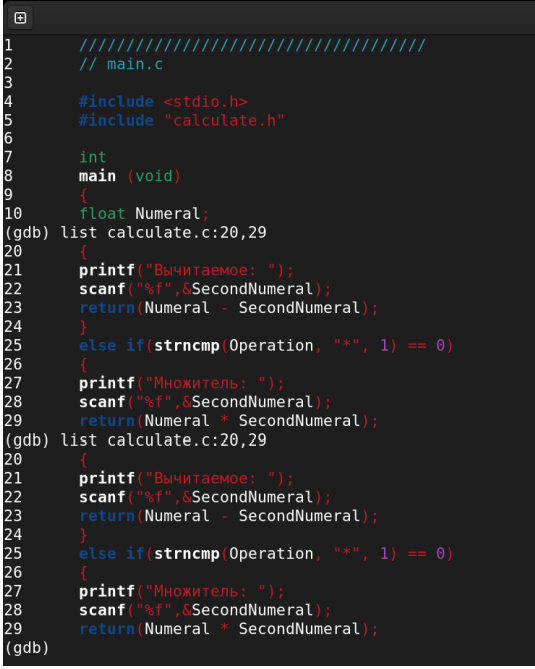 1 /////////////////////////////////////
2 // main.c
3
4 #include <stdio.h>
5 #include "calculate.h"
6
7 int
8 main (void)
9 {
10 float Numeral;
(gdb) list calculate.c:20,29
20 {
21 printf("Вычитаемое: ");
22 scanf("%f",&SecondNumeral);
23 return(Numeral - SecondNumeral);
24 }
25 else if(strncmp(Operation, "*", 1) == 0)
26 {
27 printf("Множитель: ");
28 scanf("%f",&SecondNumeral);
29 return(Numeral * SecondNumeral);
(gdb) list calculate.c:20,29
20 {
21 printf("Вычитаемое: ");
22 scanf("%f",&SecondNumeral);
23 return(Numeral - SecondNumeral);
24 }
25 else if(strncmp(Operation, "*", 1) == 0)
26 {
27 printf("Множитель: ");
28 scanf("%f",&SecondNumeral);
29 return(Numeral * SecondNumeral);
(gdb)